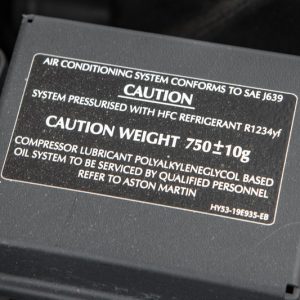 AIR CONDITIONING SYSTEM CONFORMS TO SAE J639
CAUTION
SYSTEM PRESSURISED WITH HFC REFRIGERANT R1234yf
CAUTION WEIGHT 750±10g
COMPRESSOR LUBRICANT POLYALKYLENEGLYCOL BASED
OIL SYSTEM TO BE SERVICED BY QUALIFIED PERSONNEL
REFER TO ASTON MARTIN
HY53-19E935-EB